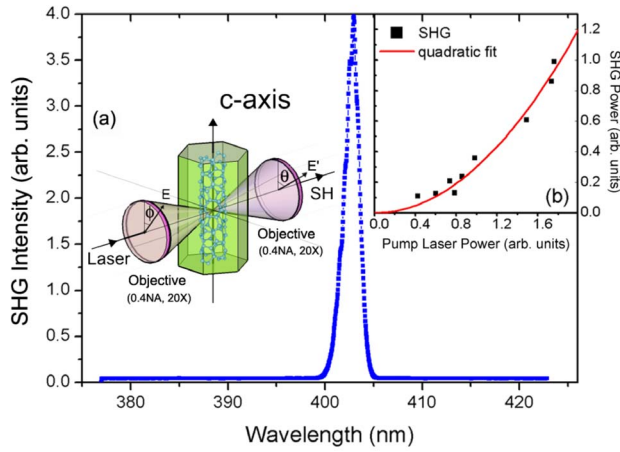 4.0
3.5
3.0
2.5
2.0
1.5
1.0
0.5
0.0
SHG Intensity (arb. units)
380 390 400 410 420
Wavelength (nm)
(a)
c-axis
E
ϕ
E'
θ
SH
Laser
Objective
(0.4NA, 20X)
Objective
(0.4NA, 20X)
SHG
quadratic fit
(b)
1.2
1.0
0.8
0.6
0.4
0.2
0.0
SHG Power (arb. units)
0.0 0.4 0.8 1.2 1.6
Pump Laser Power (arb. units)